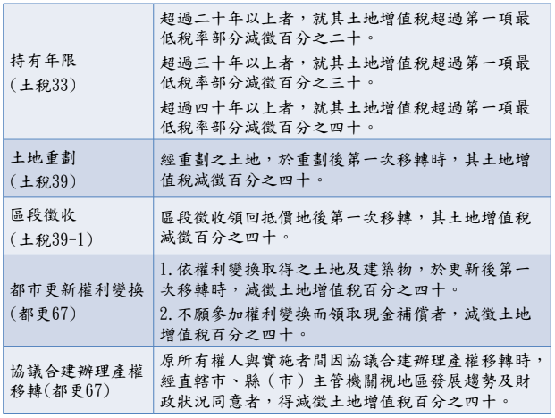 持有年限
(土稅33)
超過二十年以上者，就其土地增值稅超過第一項最
低稅率部分減徵百分之二十。
超過三十年以上者，就其土地增值稅超過第一項最
低稅率部分減徵百分之三十。
超過四十年以上者，就其土地增值稅超過第一項最
低稅率部分減徵百分之四十。
土地重劃
(土稅39)
經重劃之土地，於重劃後第一次移轉時，其土地增
值稅減徵百分之四十。
區段徵收
(土稅39-1)
區段徵收領回抵價地後第一次移轉，其土地增值稅
減徵百分之四十。
都市更新權利變換
(都更67)
1.依權利變換取得之土地及建築物，於更新後第一
次移轉時，減徵土地增值稅百分之四十。
2.不願參加權利變換而領取現金補償者，減徵土地
增值稅百分之四十。
協議合建辦理產權
移轉(都更67)
原所有權人與實施者間因協議合建辦理產權移轉時，
經直轄市、縣（市）主管機關視地區發展趨勢及財
政狀況同意者，得減徵土地增值稅百分之四十。